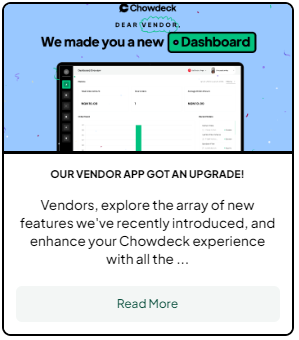 Chowdeck
DEAR VENDOR,
We made you a new Dashboard
OUR VENDOR APP GOT AN UPGRADE!
Vendors, explore the array of new
features we've recently introduced, and
enhance your Chowdeck experience
with all the ...
Read More